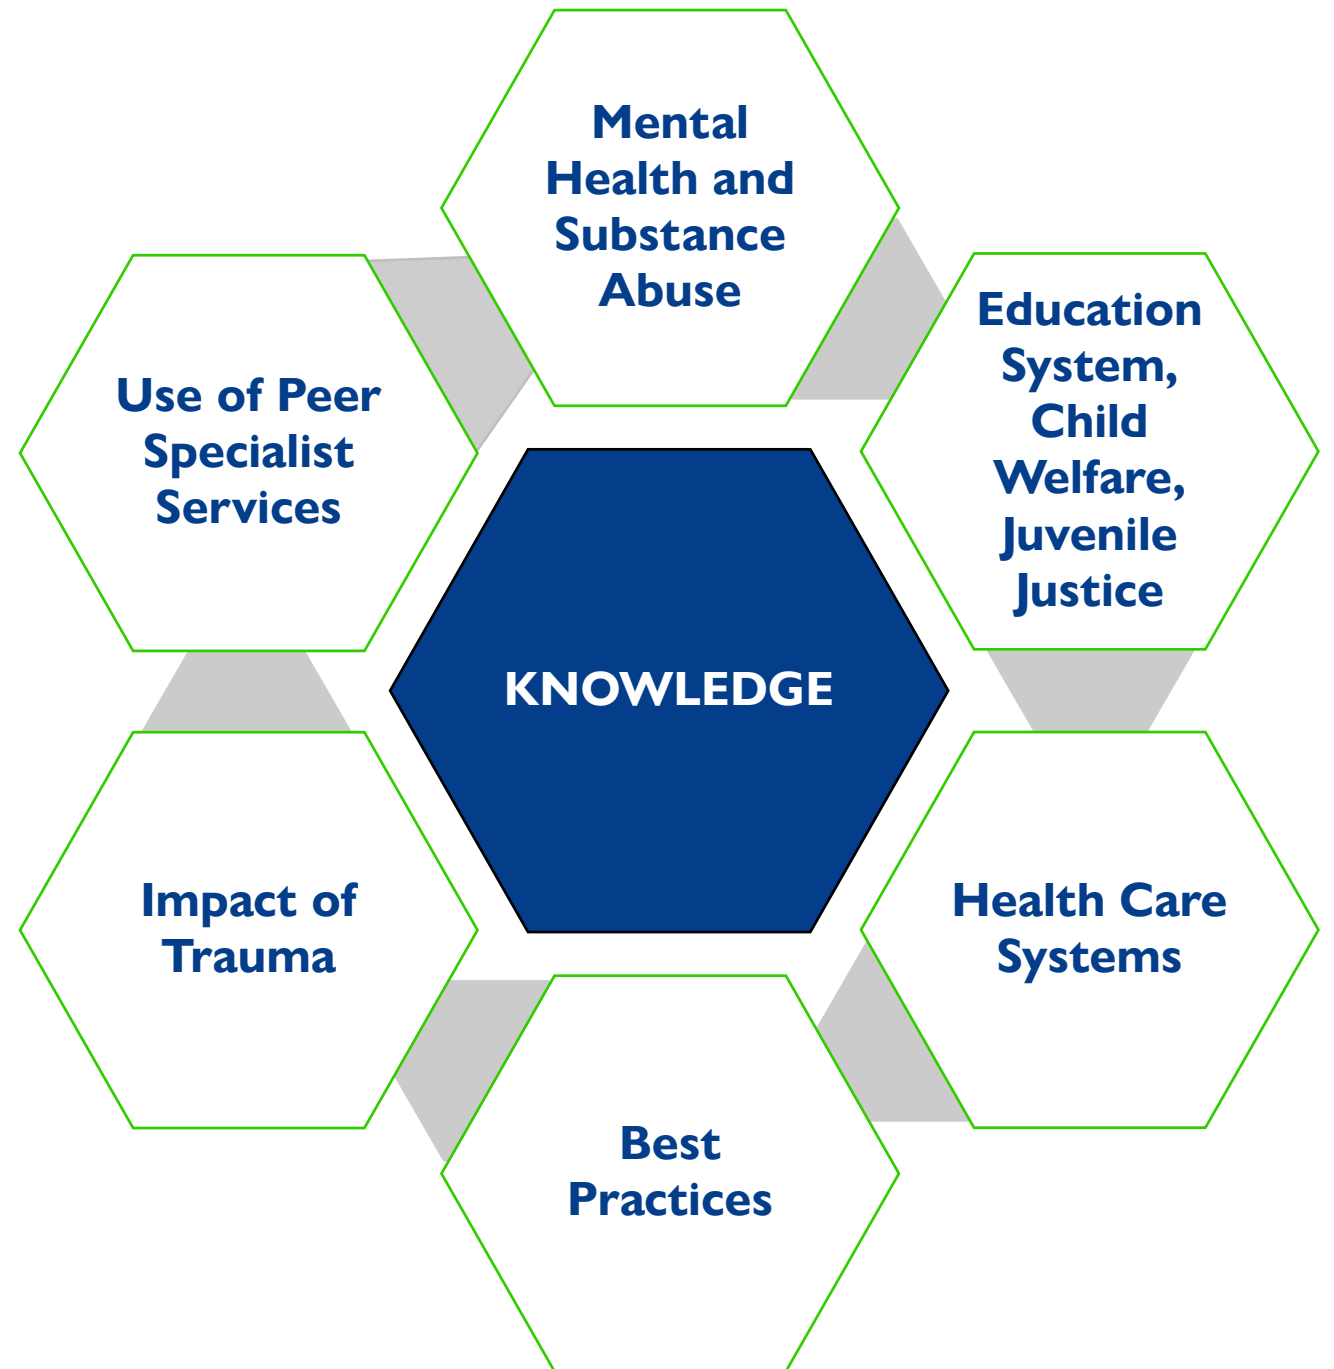 Mental
Health and
Substance
Abuse
Education
System,
Child
Welfare,
Juvenile
Justice
Use of Peer
Specialist
Services
KNOWLEDGE
Impact of
Trauma
Health Care
Systems
Best
Practices